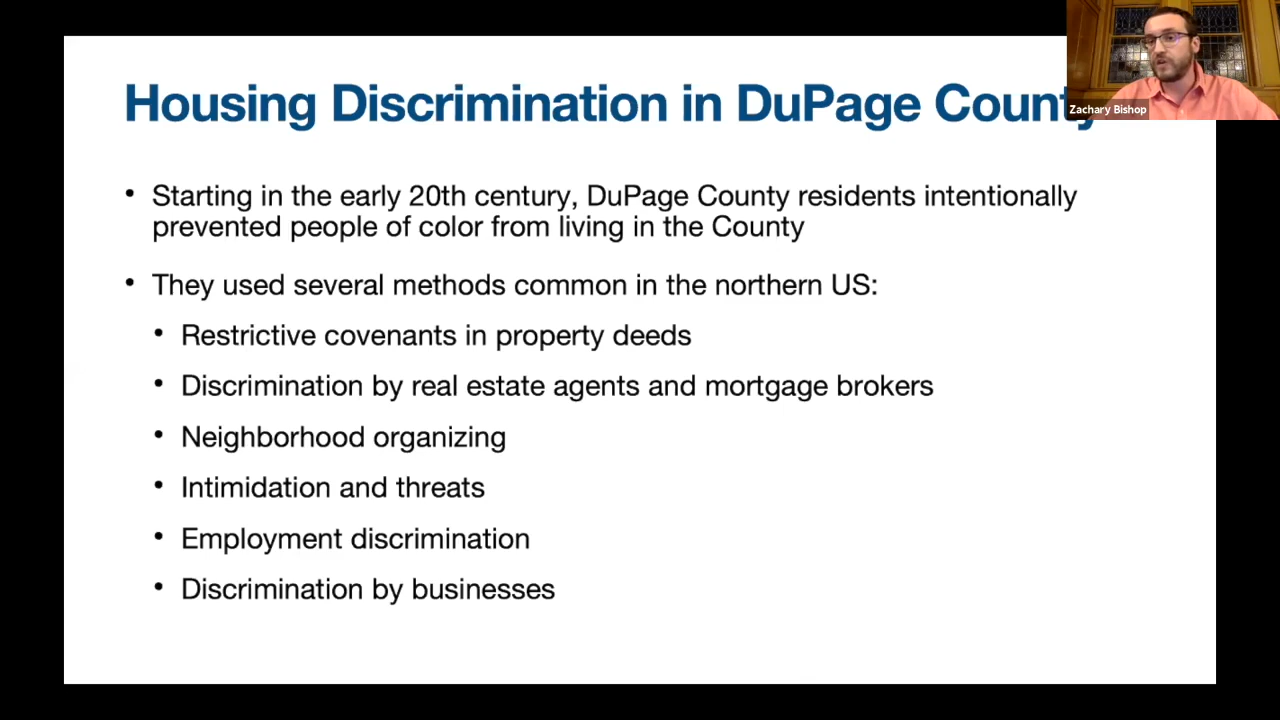 Housing Discrimination in DuPage County
Zachary Bishop
• Starting in the early 20th century, DuPage County residents intentionally
prevented people of color from living in the County
• They used several methods common in the northern US:
• Restrictive covenants in property deeds
• Discrimination by real estate agents and mortgage brokers
• Neighborhood organizing
• Intimidation and threats
• Employment discrimination
• Discrimination by businesses